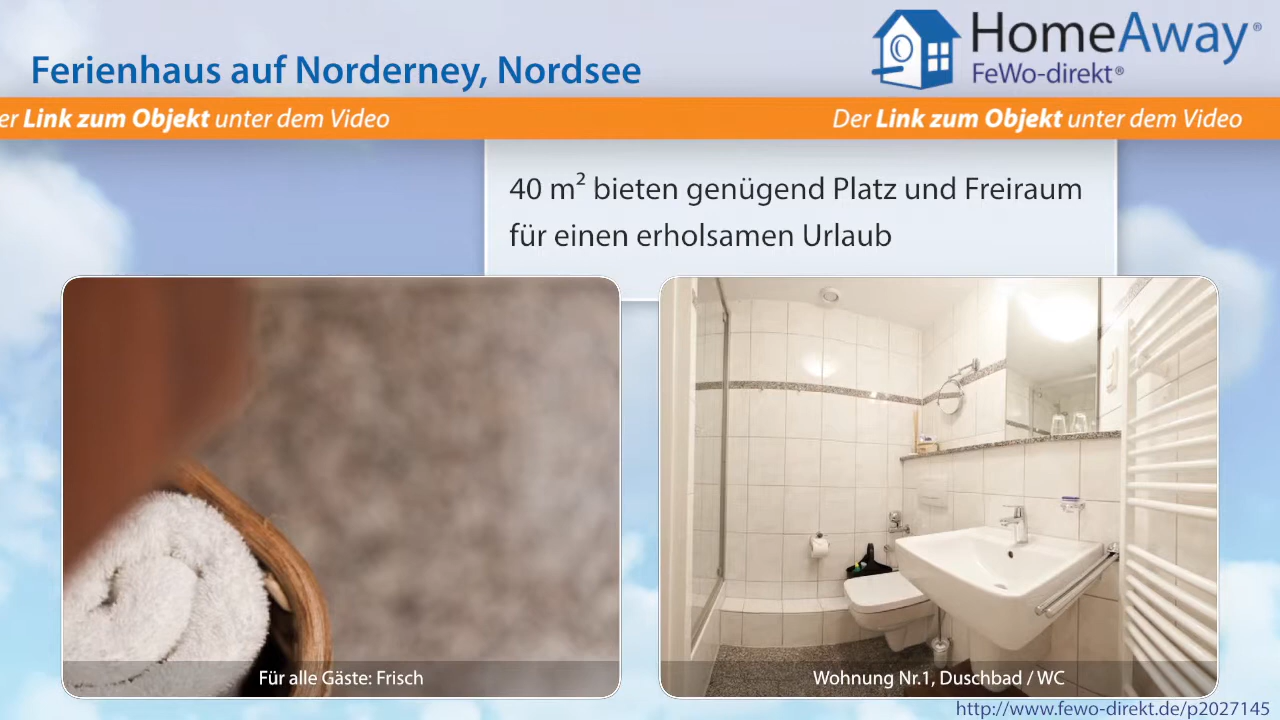 Ferienhaus auf Norderney, Nordsee
HomeAway®
FeWo-direkt®
er Link zum Objekt unter dem Video
Der Link zum Objekt unter dem Video
40 m² bieten genügend Platz und Freiraum
für einen erholsamen Urlaub
Für alle Gäste: Frisch
Wohnung Nr.1, Duschbad / WC
http://www.fewo-direkt.de/p2027145